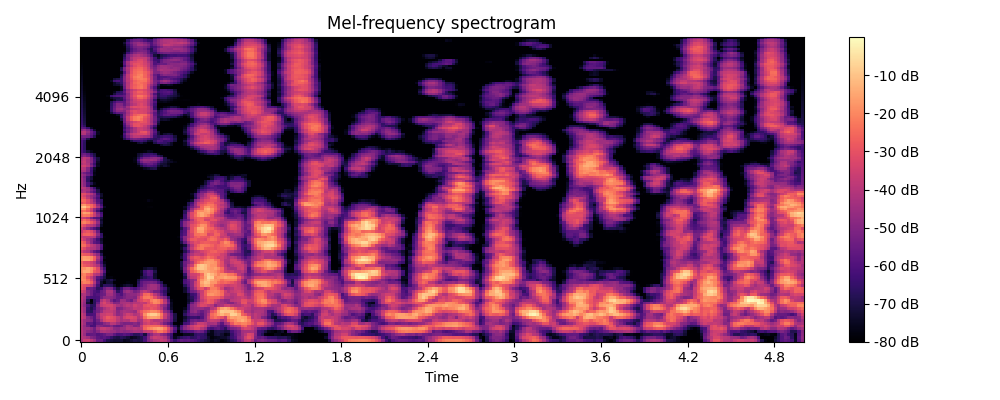 Mel-frequency spectrogram
Hz
4096
2048
1024
512
0
0 0.6 1.2 1.8 2.4 3 3.6 4.2 4.8
Time
-10 dB
-20 dB
-30 dB
-40 dB
-50 dB
-60 dB
-70 dB
-80 dB